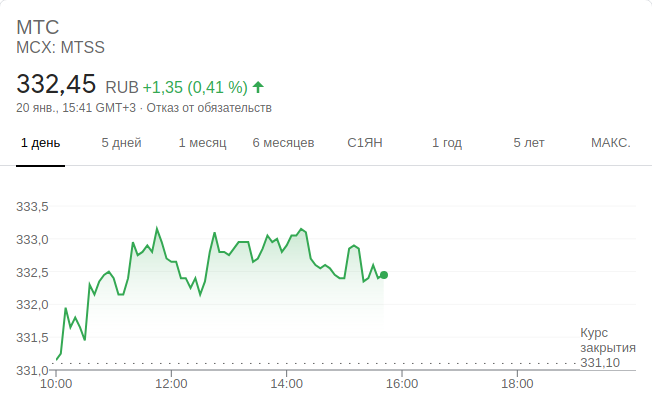 МТС
MCX: MTSS
332,45 RUB +1,35 (0,41 %)
20 янв., 15:41 GMT+3 · Отказ от обязательств
1 день 5 дней 1 месяц 6 месяцев С1ЯН 1 год 5 лет МАКС.
333,5
333,0
332,5
332,0
331,5
331,0
Курс
закрытия
331,10
10:00 12:00 14:00 16:00 18:00